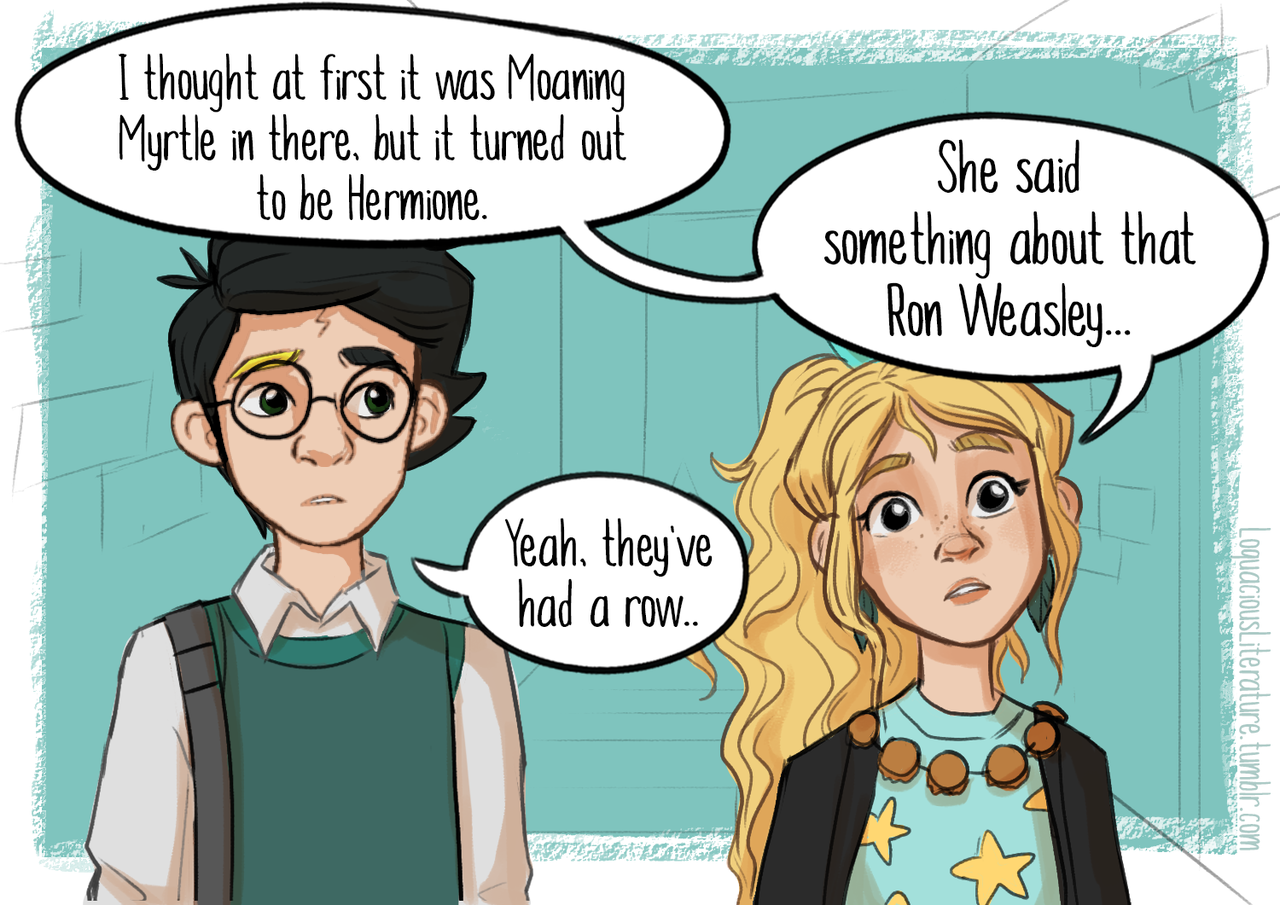 I thought at first it was Moaning
Myrtle in there, but it turned out
to be Hermione.
She said
something about that
Ron Weasley...
Yeah, they've
had a row..
LoquaciousLiterature.tumblr.com